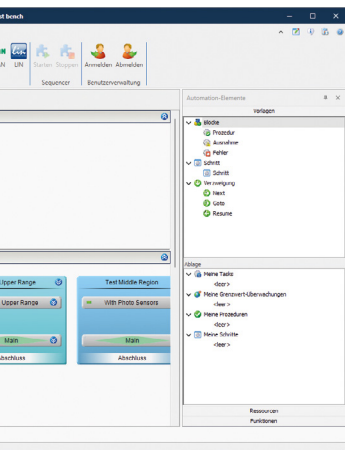 st bench
AN LIN Starten Stoppen Anmelden Abmelden
Sequencer Benutzerverwaltung
Automation-Elemente
Vorlagen
Blöcke
Prozedur
Ausnahme
Fehler
Schritt
Schritt
Verzweigung
Next
Goto
Resume
Ablage
Meine Tasks
<leer>
Meine Grenzwert-Überwachungen
<leer>
Meine Prozeduren
<leer>
Meine Schritte
<leer>
Upper Range
Test Middle Region
Upper Range
With Photo Sensors
Main
Main
Abschluss
Abschluss
Ressourcen
Funktionen